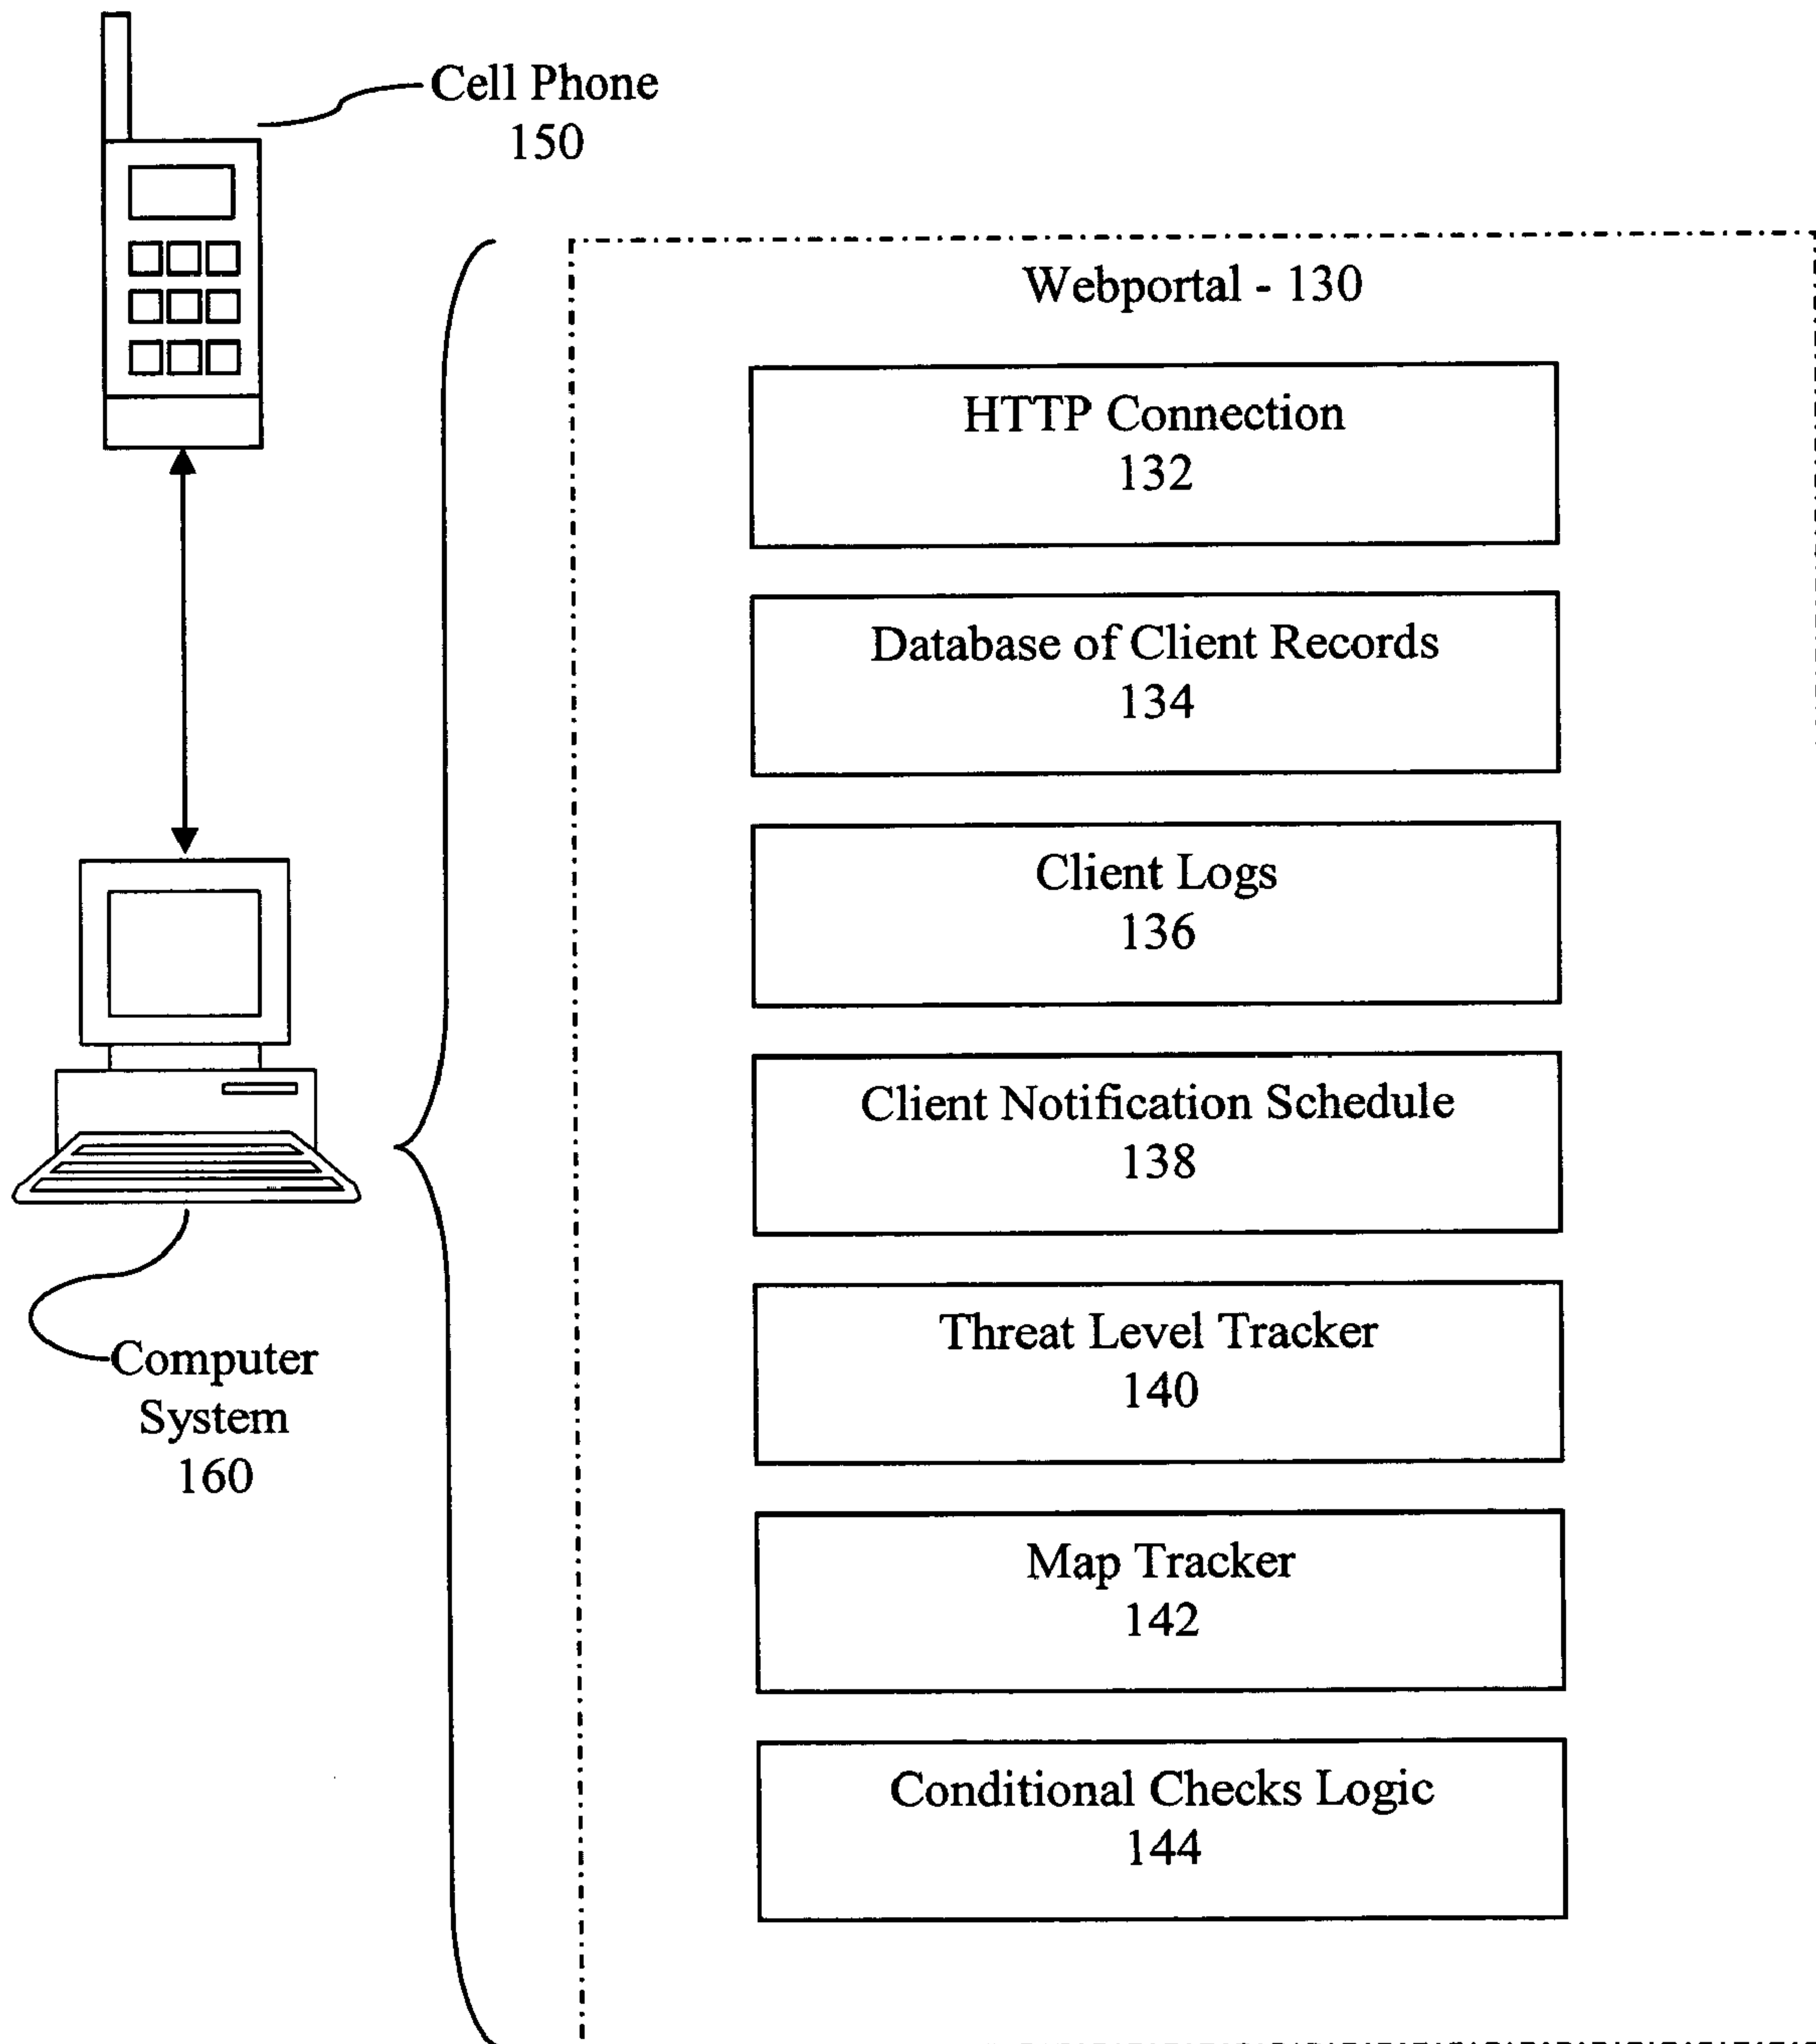 Cell Phone
150
Webportal - 130
HTTP Connection
132
Database of Client Records
134
Client Logs
136
Client Notification Schedule
138
Threat Level Tracker
140
Map Tracker
142
Conditional Checks Logic
144
Computer
System
160